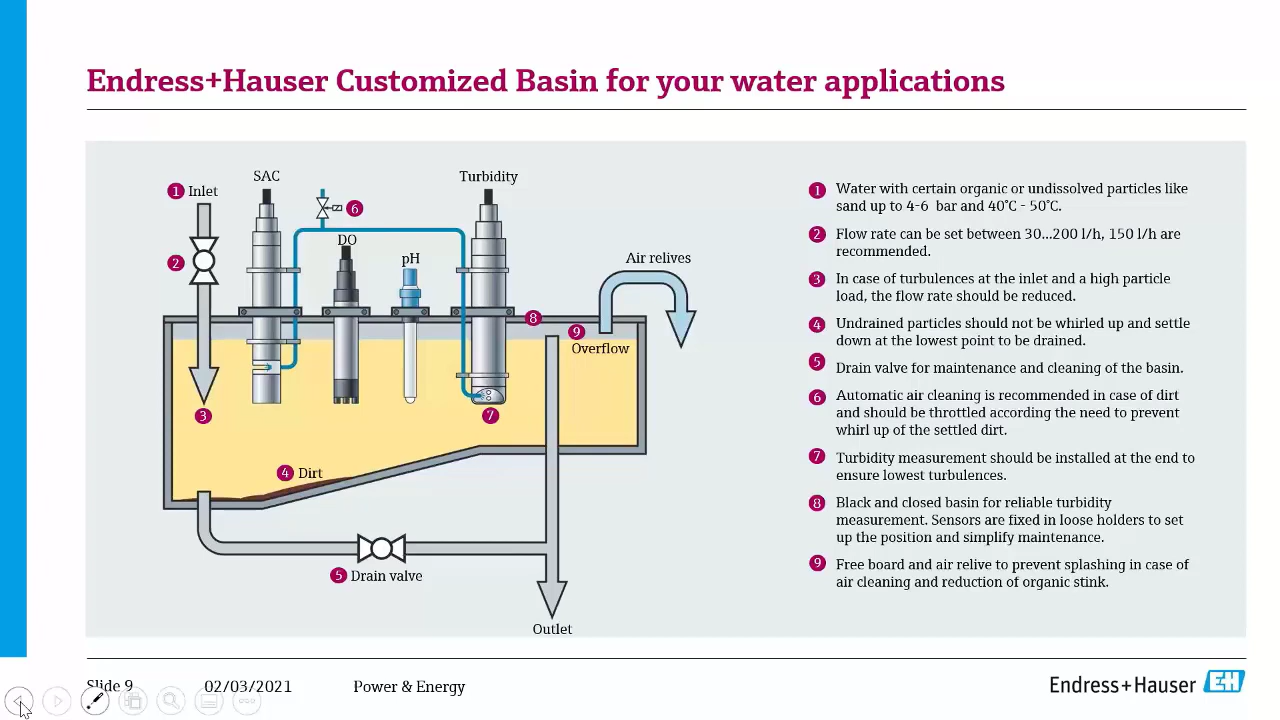 Endress+Hauser Customized Basin for your water applications
SAC
Turbidity
1 Inlet
6
DO
2
pH
Air relives
8
9
Overflow
3
7
4 Dirt
5 Drain valve
Outlet
1 Water with certain organic or undissolved particles like
sand up to 4-6 bar and 40°C - 50°C.
2 Flow rate can be set between 30...200 l/h, 150 l/h are
recommended.
3 In case of turbulences at the inlet and a high particle
load, the flow rate should be reduced.
4 Undrained particles should not be whirled up and settle
down at the lowest point to be drained.
5 Drain valve for maintenance and cleaning of the basin.
6 Automatic air cleaning is recommended in case of dirt
and should be throttled according the need to prevent
whirl up of the settled dirt.
7 Turbidity measurement should be installed at the end to
ensure lowest turbulences.
8 Black and closed basin for reliable turbidity
measurement. Sensors are fixed in loose holders to set
up the position and simplify maintenance.
9 Free board and air relive to prevent splashing in case of
air cleaning and reduction of organic stink.
Slide 9 02/03/2021 Power & Energy
Endress+Hauser EH